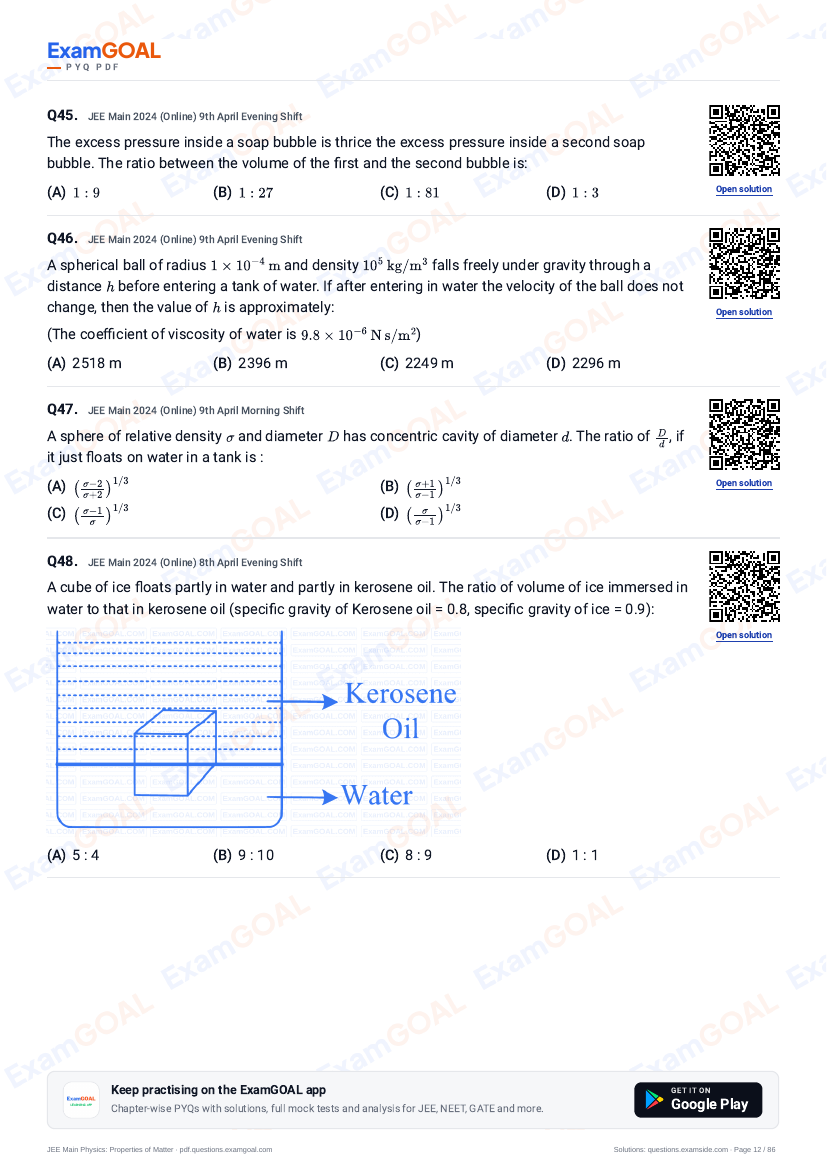 ExamGOAL
PYQ PDF
Q45. JEE Main 2024 (Online) 9th April Evening Shift
The excess pressure inside a soap bubble is thrice the excess pressure inside a second soap
bubble. The ratio between the volume of the first and the second bubble is:
(A) 1 : 9 (B) 1 : 27 (C) 1 : 81 (D) 1 : 3
Open solution
Q46. JEE Main 2024 (Online) 9th April Evening Shift
A spherical ball of radius 1 × 10⁻⁴ m and density 10⁵ kg/m³ falls freely under gravity through a
distance h before entering a tank of water. If after entering in water the velocity of the ball does not
change, then the value of h is approximately:
(The coefficient of viscosity of water is 9.8 × 10⁻⁶ N s/m²)
(A) 2518 m (B) 2396 m (C) 2249 m (D) 2296 m
Open solution
Q47. JEE Main 2024 (Online) 9th April Morning Shift
A sphere of relative density σ and diameter D has concentric cavity of diameter d. The ratio of D/d, if
it just floats on water in a tank is :
(A) ((σ−2)/(σ+2))^1/3 (B) ((σ+1)/(σ−1))^1/3
(C) ((σ−1)/σ)^1/3 (D) (σ/(σ−1))^1/3
Open solution
Q48. JEE Main 2024 (Online) 8th April Evening Shift
A cube of ice floats partly in water and partly in kerosene oil. The ratio of volume of ice immersed in
water to that in kerosene oil (specific gravity of Kerosene oil = 0.8, specific gravity of ice = 0.9):
Open solution
Kerosene
Oil
Water
(A) 5 : 4 (B) 9 : 10 (C) 8 : 9 (D) 1 : 1
ExamGOAL
Keep practising on the ExamGOAL app
Chapter-wise PYQs with solutions, full mock tests and analysis for JEE, NEET, GATE and more.
GET IT ON
Google Play
JEE Main Physics: Properties of Matter · pdf.questions.examgoal.com
Solutions: questions.examside.com · Page 12 / 86